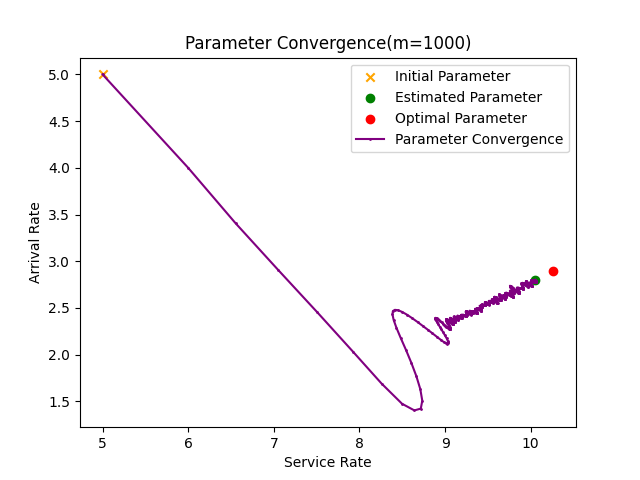 Parameter Convergence(m=1000)
Initial Parameter
Estimated Parameter
Optimal Parameter
Parameter Convergence
Arrival Rate
5.0
4.5
4.0
3.5
3.0
2.5
2.0
1.5
5 6 7 8 9 10
Service Rate